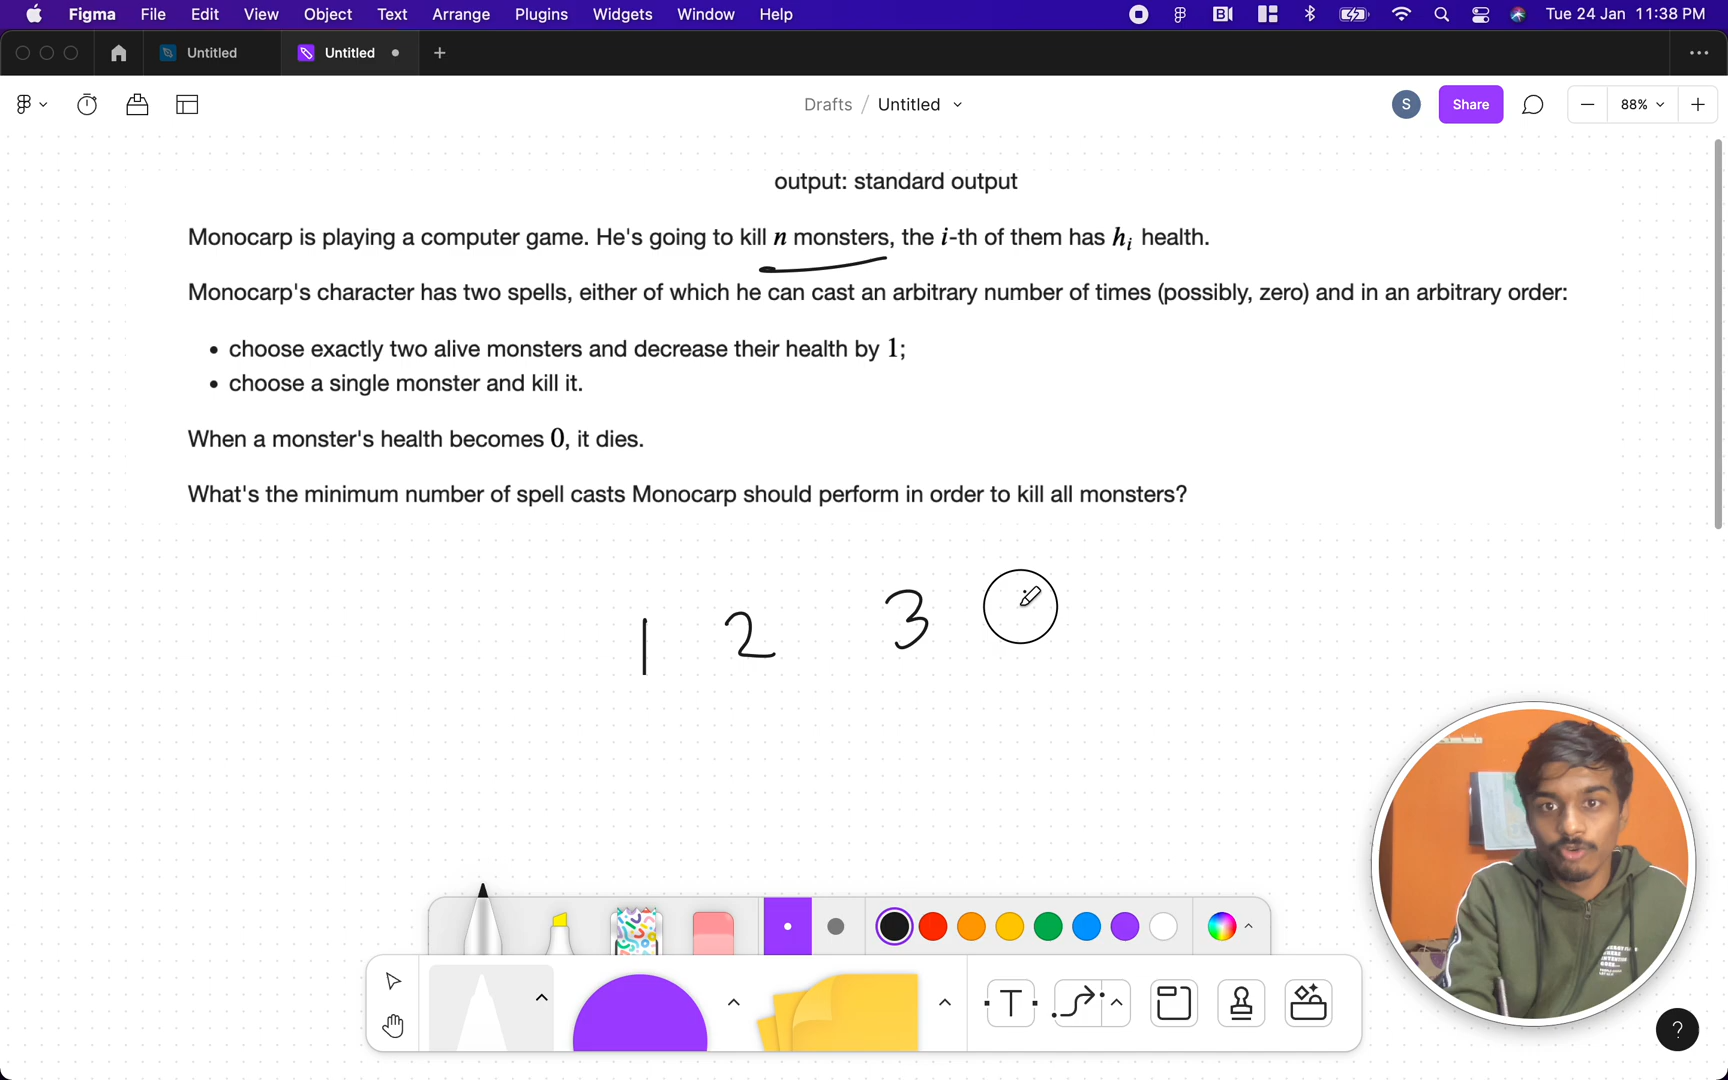 Figma File Edit View Object Text Arrange Plugins Widgets Window Help Tue 24 Jan 11:38 PM
Untitled Untitled
Drafts / Untitled S Share 88%
output: standard output
Monocarp is playing a computer game. He's going to kill n monsters, the i-th of them has hᵢ health.
Monocarp's character has two spells, either of which he can cast an arbitrary number of times (possibly, zero) and in an arbitrary order:
• choose exactly two alive monsters and decrease their health by 1;
• choose a single monster and kill it.
When a monster's health becomes 0, it dies.
What's the minimum number of spell casts Monocarp should perform in order to kill all monsters?
1 2 3
T
?